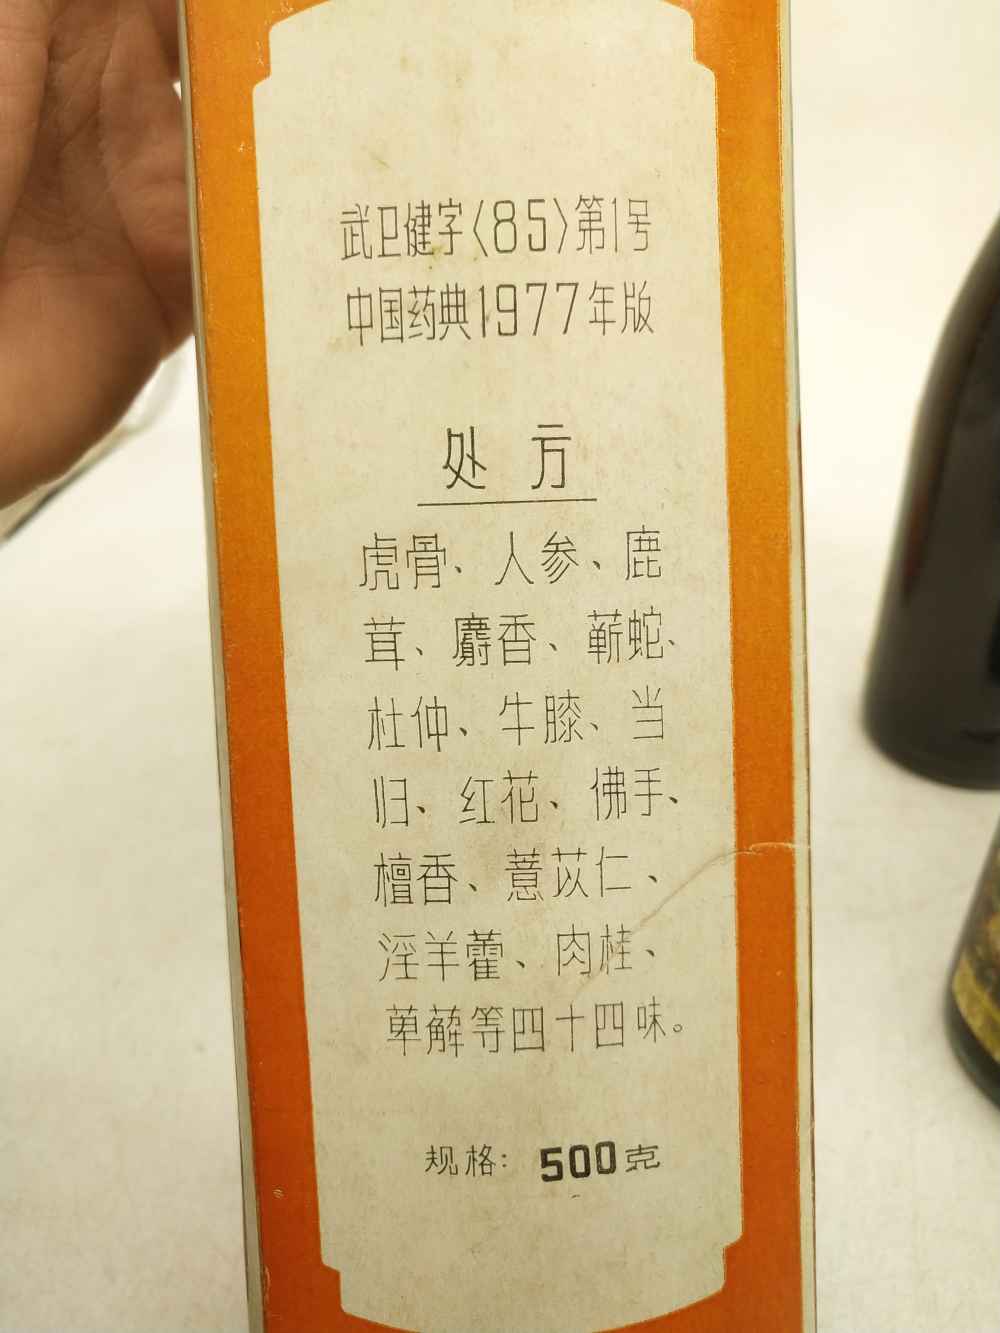 武卫健字〈85〉第1号
中国药典1977年版
处方
虎骨、人参、鹿
茸、麝香、蕲蛇、
杜仲、牛膝、当
归、红花、佛手、
檀香、薏苡仁、
淫羊藿、肉桂、
萆薢等四十四味。
规格：500克